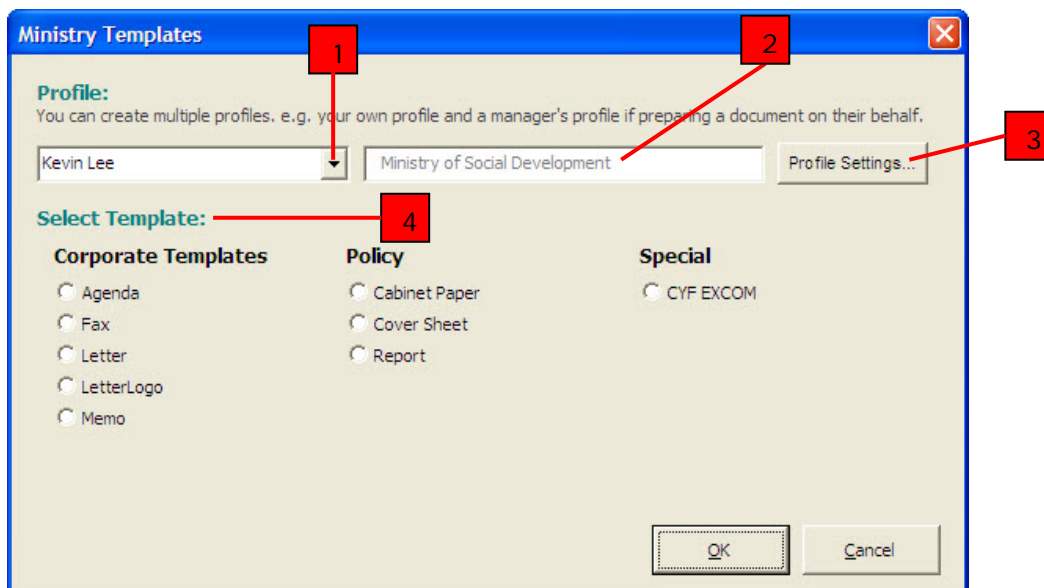 Ministry Templates
1
2
Profile:
You can create multiple profiles. e.g. your own profile and a manager's profile if preparing a document on their behalf.
Kevin Lee
Ministry of Social Development
Profile Settings...
3
Select Template:
4
Corporate Templates
Policy
Special
Agenda
Cabinet Paper
CYF EXCOM
Fax
Cover Sheet
Letter
Report
LetterLogo
Memo
OK
Cancel